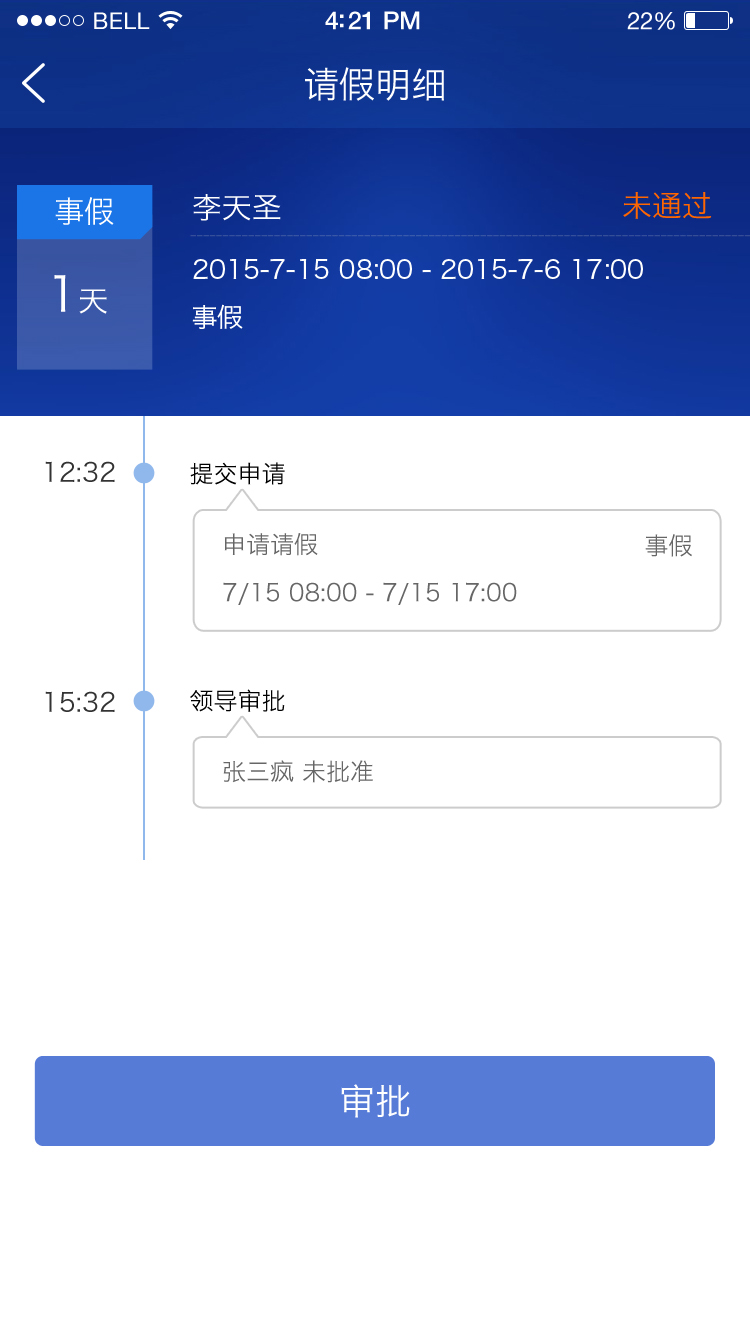 BELL 4:21 PM 22%
请假明细
事假
李天圣 未通过
1天
2015-7-15 08:00 - 2015-7-6 17:00
事假
12:32 提交申请
申请请假 事假
7/15 08:00 - 7/15 17:00
15:32 领导审批
张三疯 未批准
审批